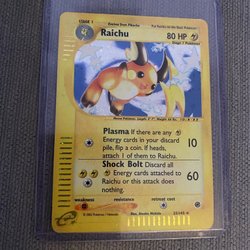 STAGE 1
Evolves from Pikachu
Raichu
80 HP
Plasma If there are any
Energy cards in your discard
pile, flip a coin. If heads,
attach 1 of them to Raichu.
10
Shock Bolt Discard all
Energy cards attached to
Raichu or this attack does
nothing.
60
weakness
resistance
retreat cost